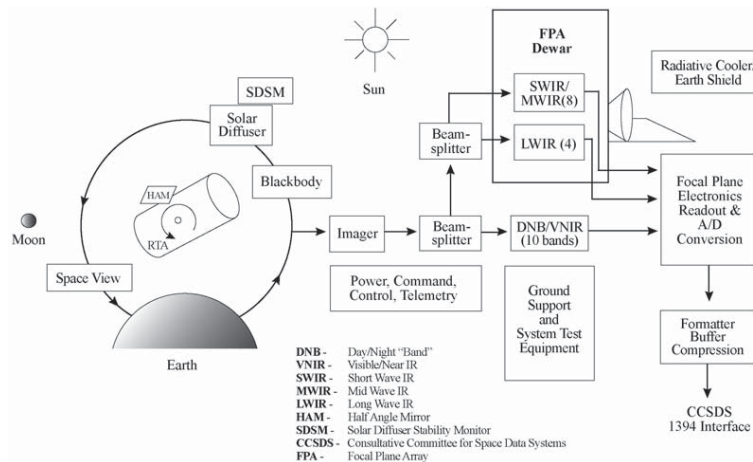 Sun
FPA
Dewar
SWIR/
MWIR(8)
LWIR (4)
Radiative Cooler/
Earth Shield
SDSM
Solar
Diffuser
Blackbody
HAM
RTA
Moon
Space View
Earth
Imager
Beam-
splitter
Beam-
splitter
DNB/VNIR
(10 bands)
Focal Plane
Electronics
Readout &
A/D
Conversion
Power, Command,
Control, Telemetry
Ground
Support
and
System Test
Equipment
Formatter
Buffer
Compression
CCSDS
1394 Interface
DNB - Day/Night "Band"
VNIR - Visible/Near IR
SWIR - Short Wave IR
MWIR - Mid Wave IR
LWIR - Long Wave IR
HAM - Half Angle Mirror
SDSM - Solar Diffuser Stability Monitor
CCSDS - Consultative Committee for Space Data Systems
FPA - Focal Plane Array